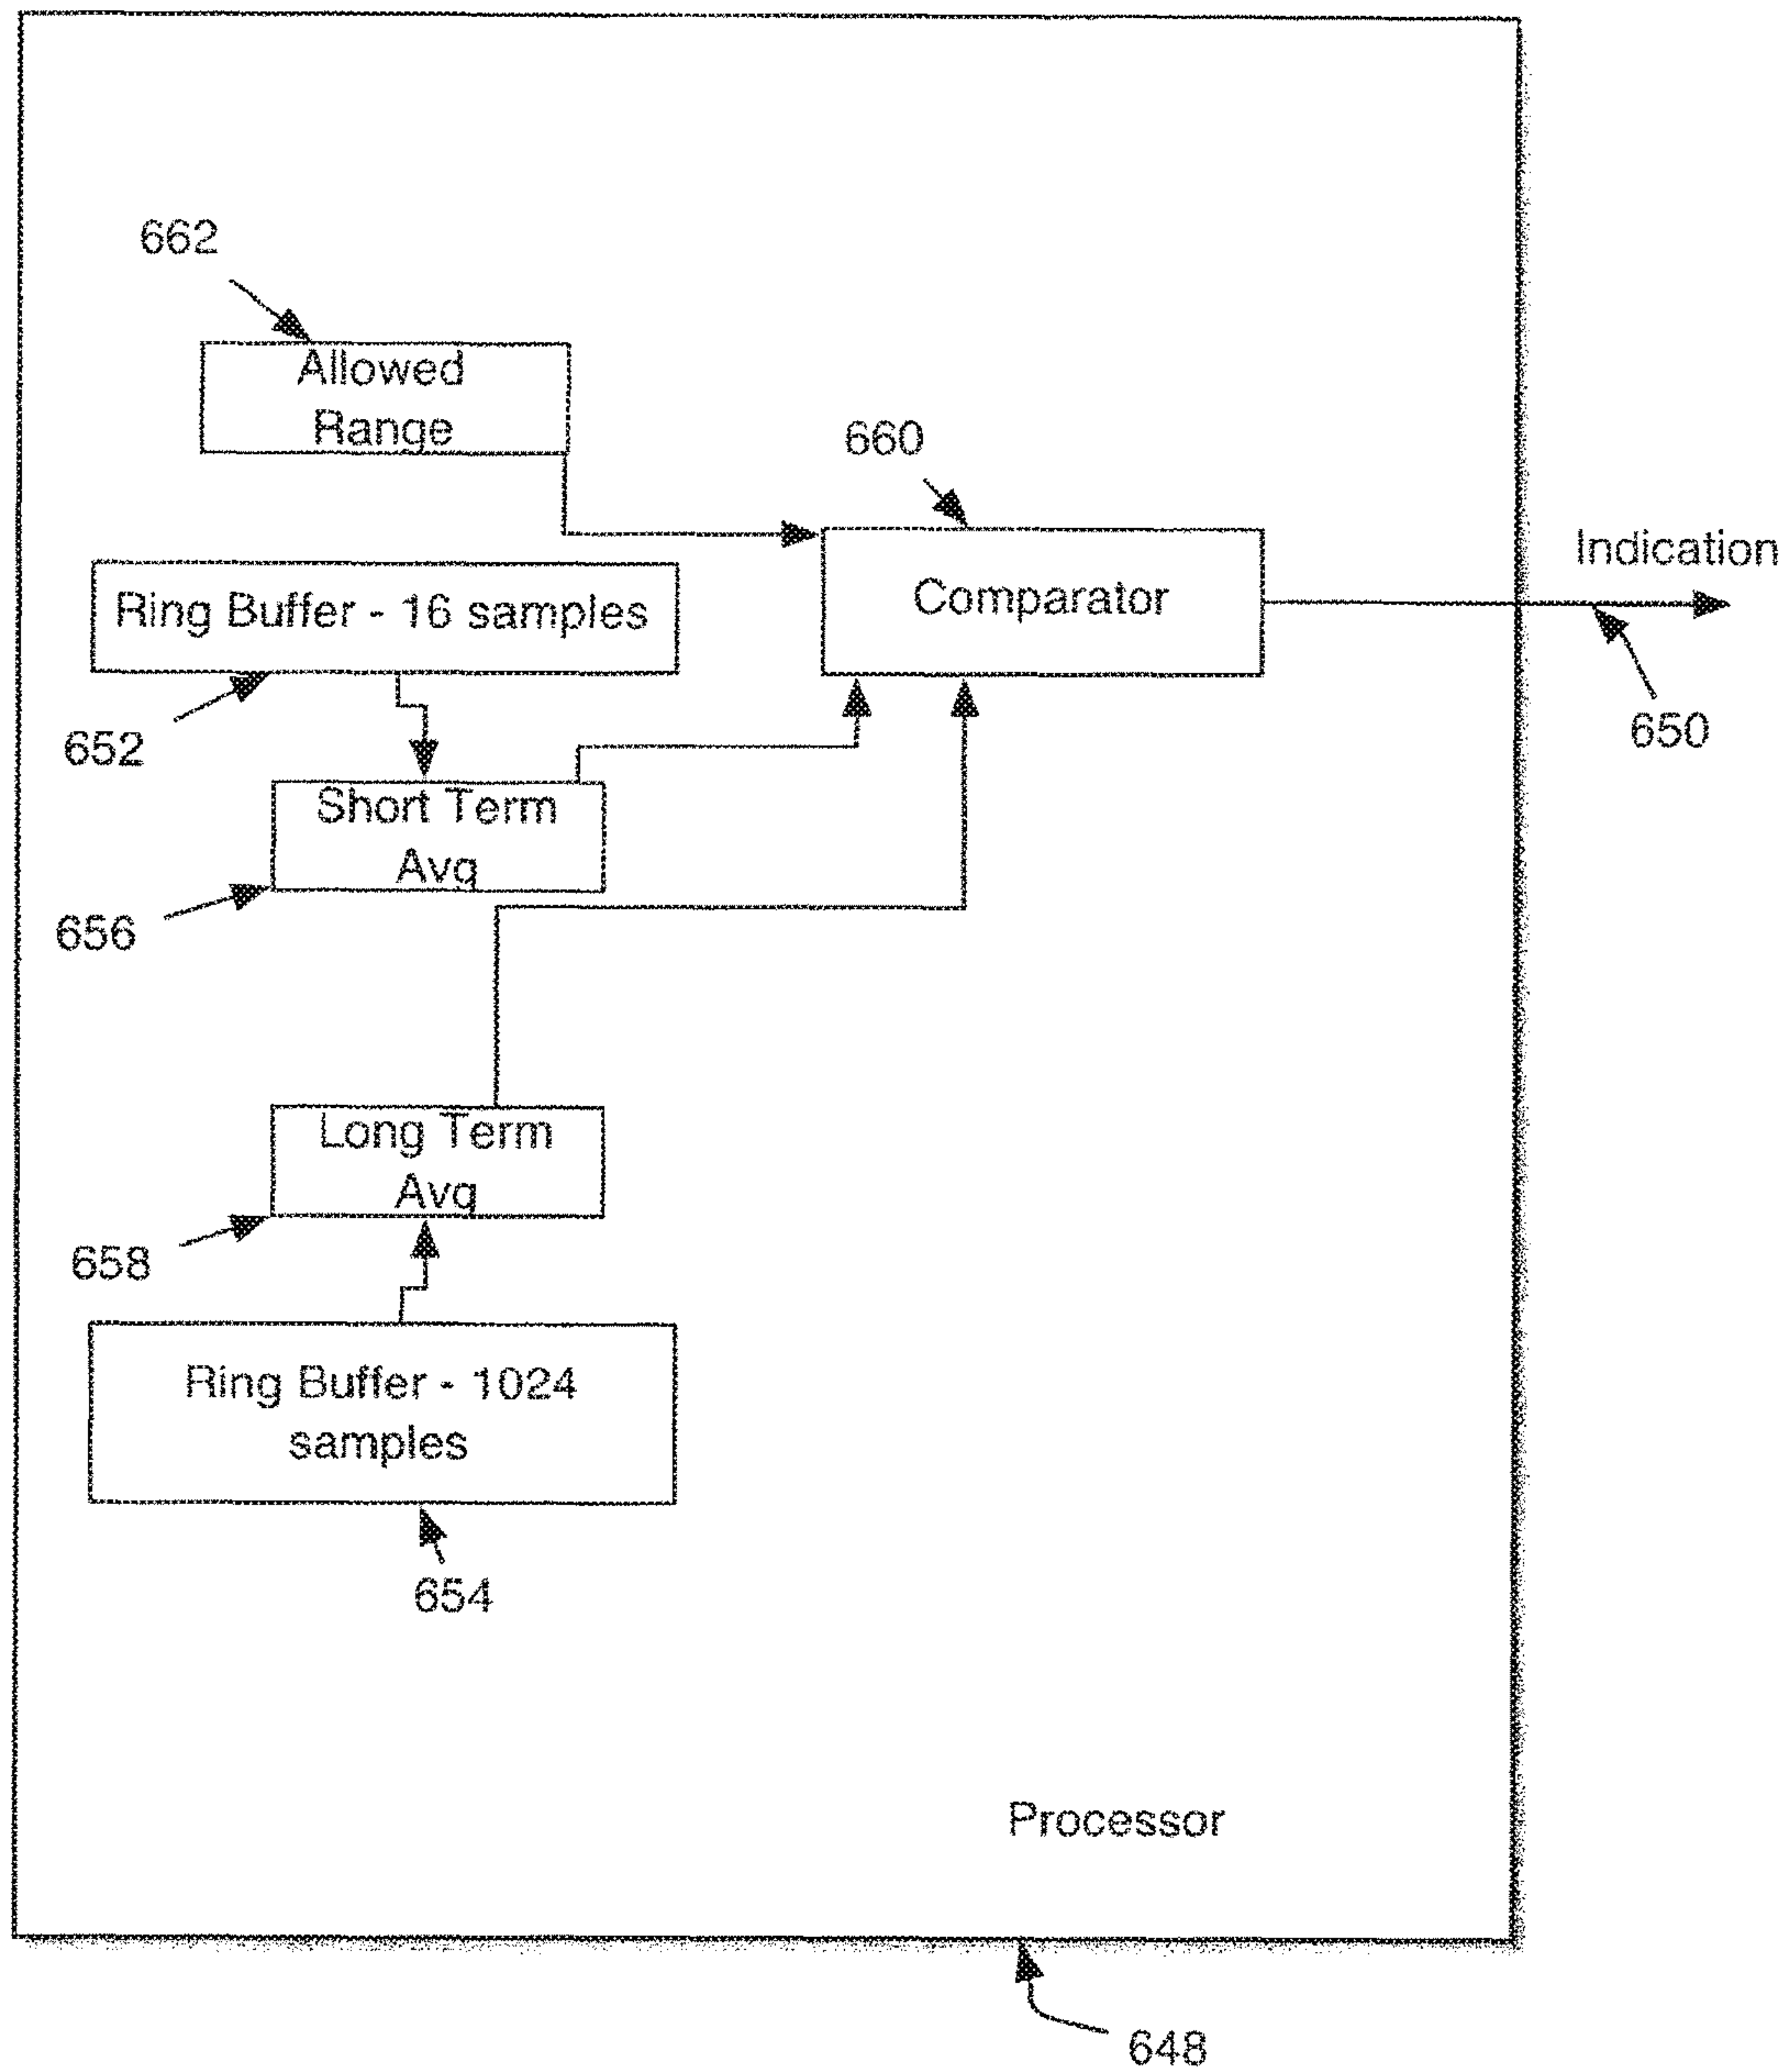 662
Allowed
Range
660
Comparator
Indication
650
Ring Buffer - 16 samples
652
Short Term
Avg
656
Long Term
Avg
658
Ring Buffer - 1024
samples
654
Processor
648